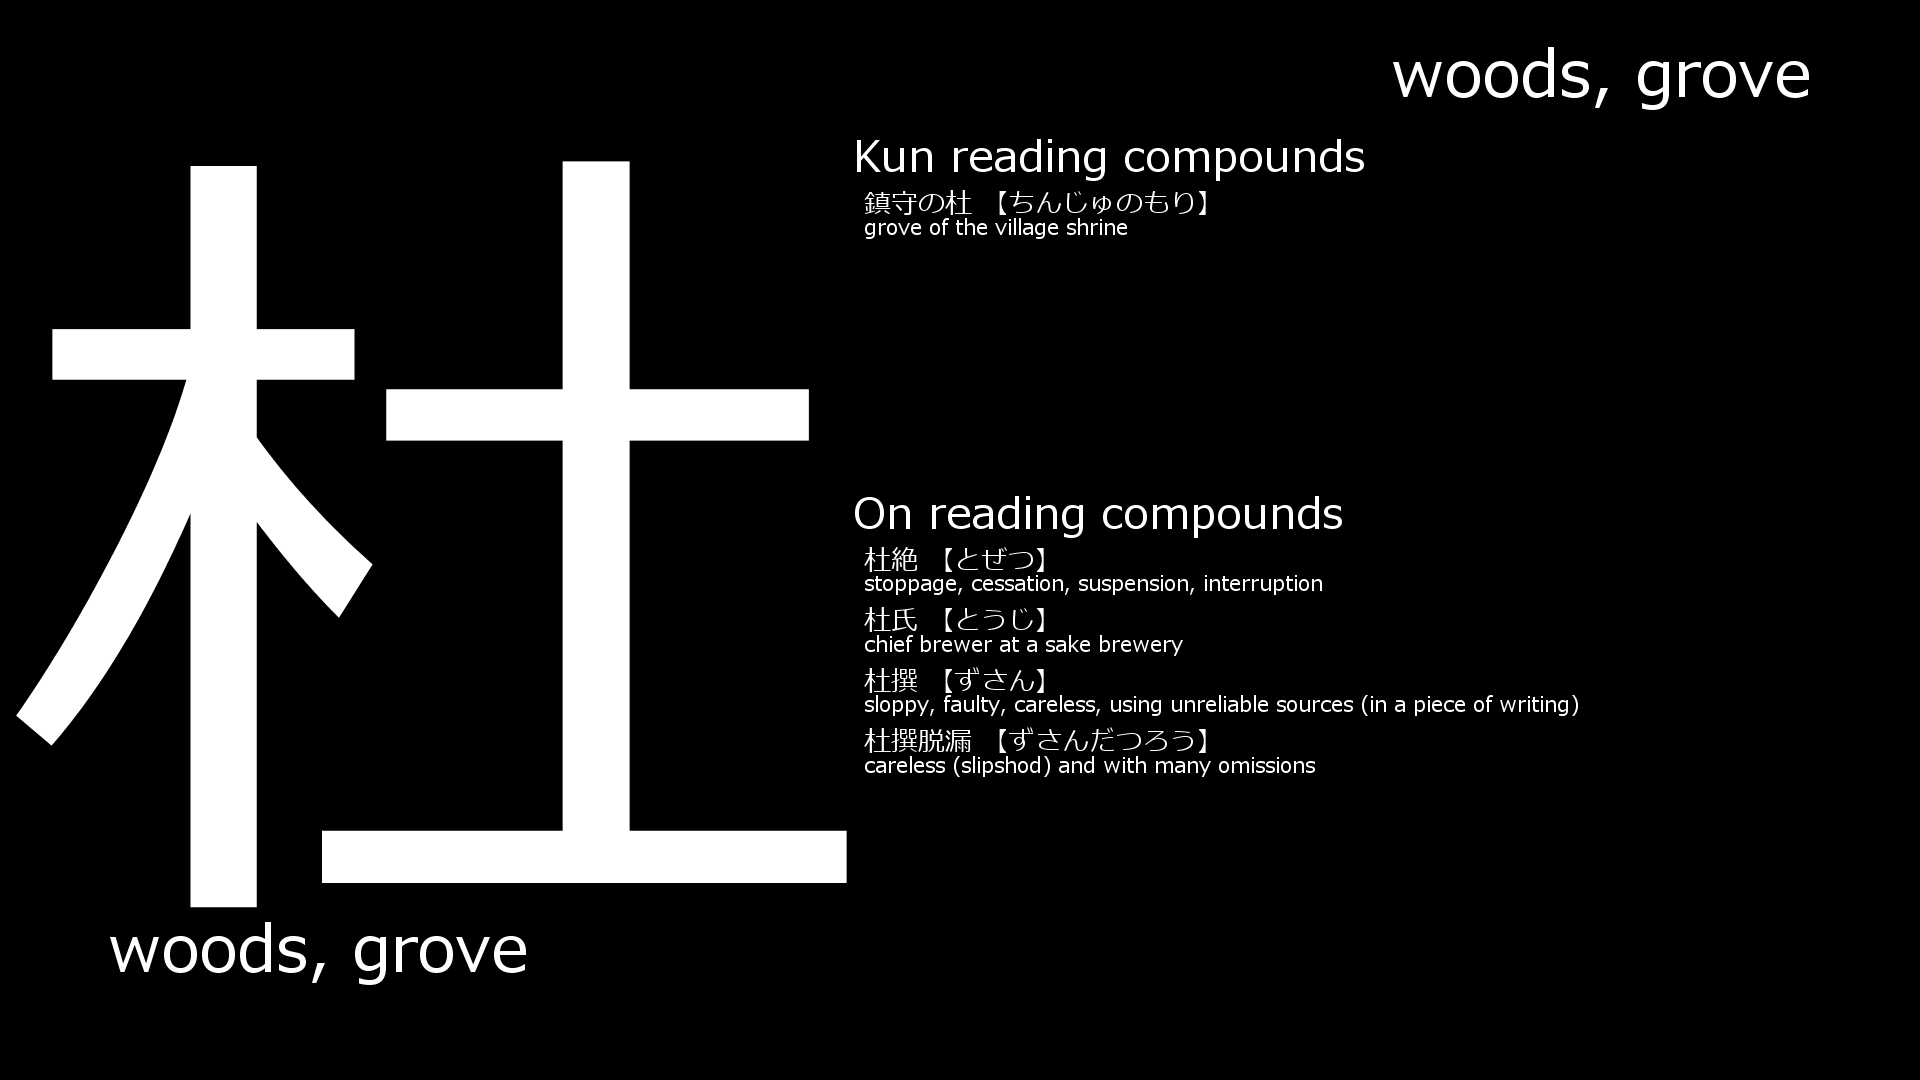 woods, grove
杜
Kun reading compounds
鎮守の杜 【ちんじゅのもり】
grove of the village shrine
On reading compounds
杜絶 【とぜつ】
stoppage, cessation, suspension, interruption
杜氏 【とうじ】
chief brewer at a sake brewery
杜撰 【ずさん】
sloppy, faulty, careless, using unreliable sources (in a piece of writing)
杜撰脱漏 【ずさんだつろう】
careless (slipshod) and with many omissions
woods, grove